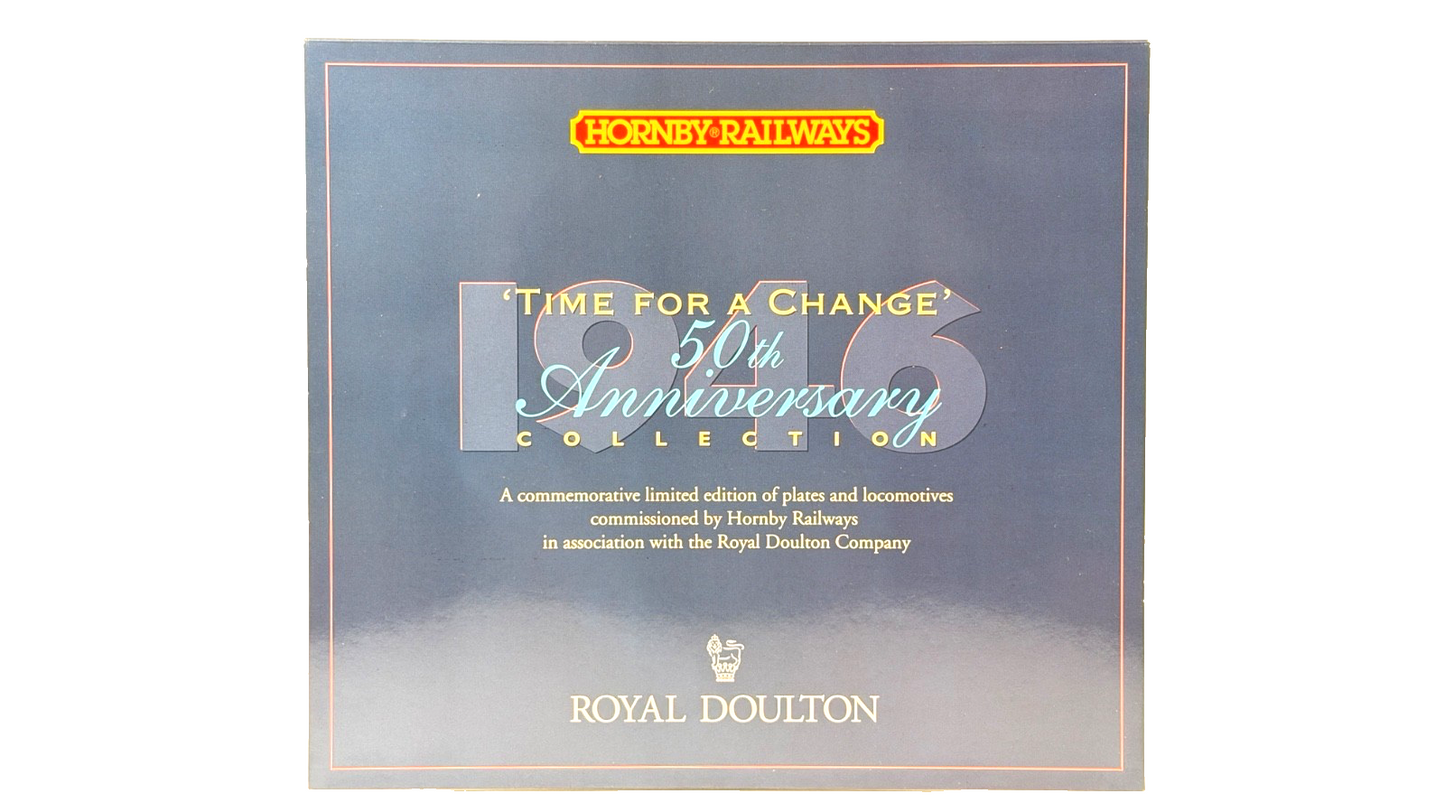 HORNBY® RAILWAYS
1946
‘TIME FOR A CHANGE’
50th
Anniversary
COLLECTION
A commemorative limited edition of plates and locomotives
commissioned by Hornby Railways
in association with the Royal Doulton Company
ROYAL DOULTON